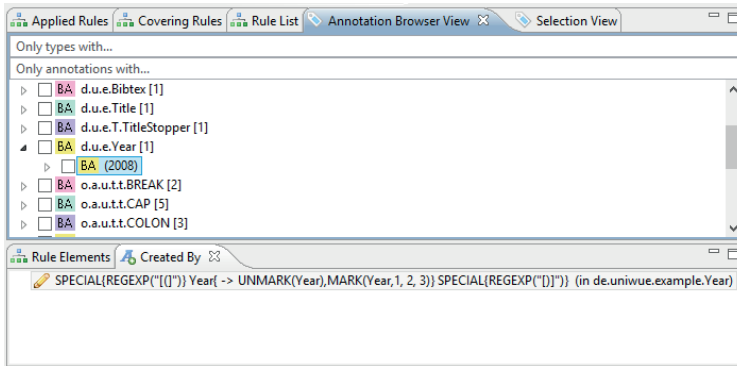 Applied Rules Covering Rules Rule List Annotation Browser View Selection View
Only types with...
Only annotations with...
BA d.u.e.Bibtex [1]
BA d.u.e.Title [1]
BA d.u.e.T.TitleStopper [1]
BA d.u.e.Year [1]
BA (2008)
BA o.a.u.t.t.BREAK [2]
BA o.a.u.t.t.CAP [5]
BA o.a.u.t.t.COLON [3]
Rule Elements Created By
SPECIAL{REGEXP("[(]")} Year{ -> UNMARK(Year),MARK(Year,1, 2, 3)} SPECIAL{REGEXP("[)]")} (in de.uniwue.example.Year)